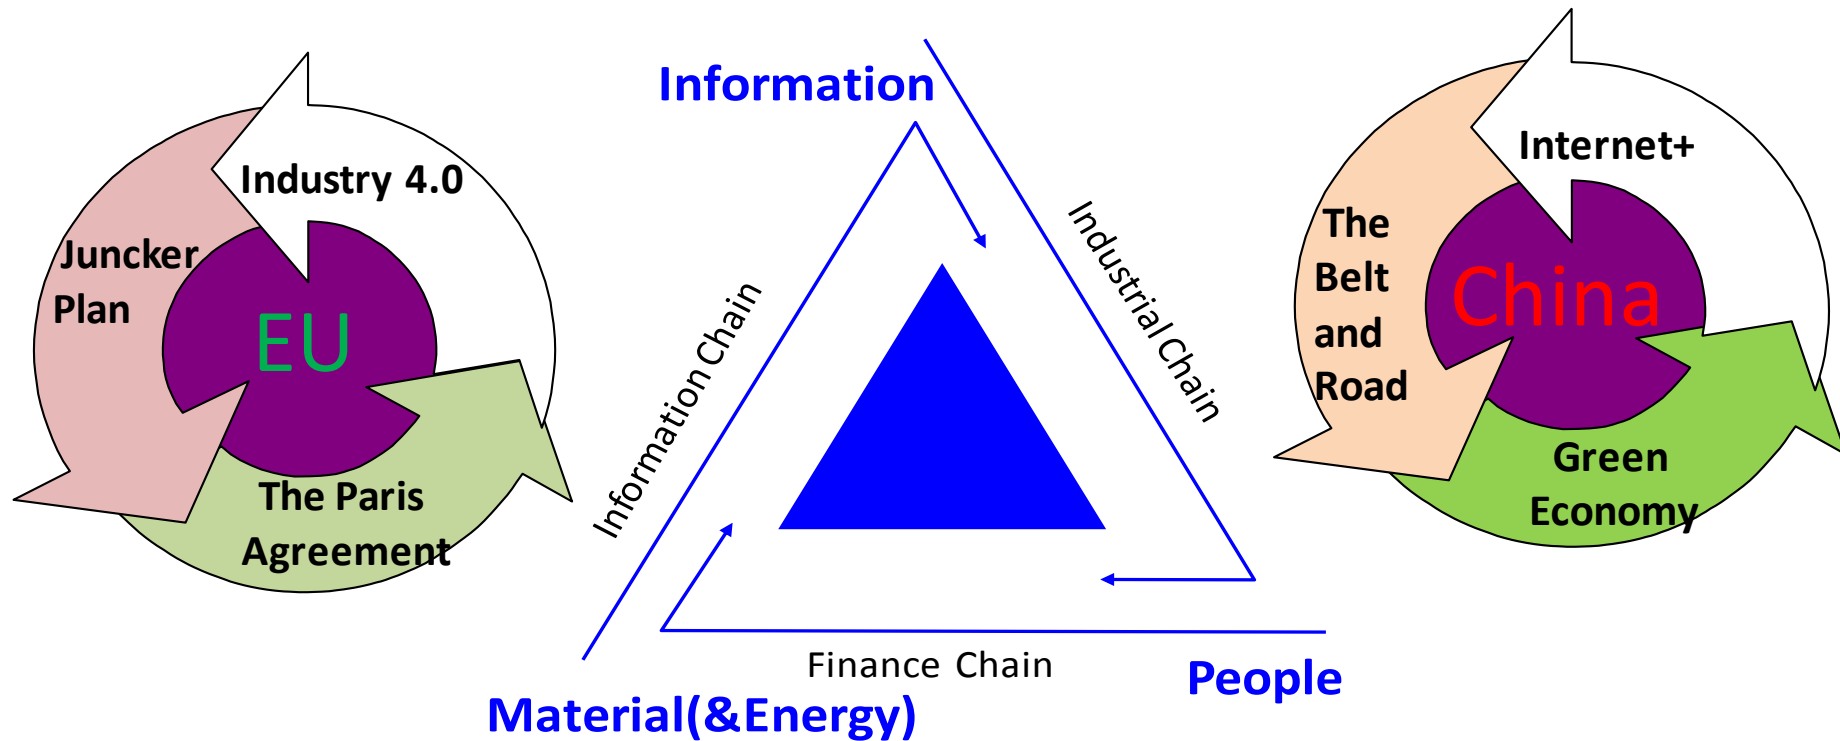 Industry 4.0
Juncker
Plan
EU
The Paris
Agreement
Information
Information Chain
Industrial Chain
Finance Chain
People
Material(&Energy)
Internet+
The
Belt
and
Road
China
Green
Economy